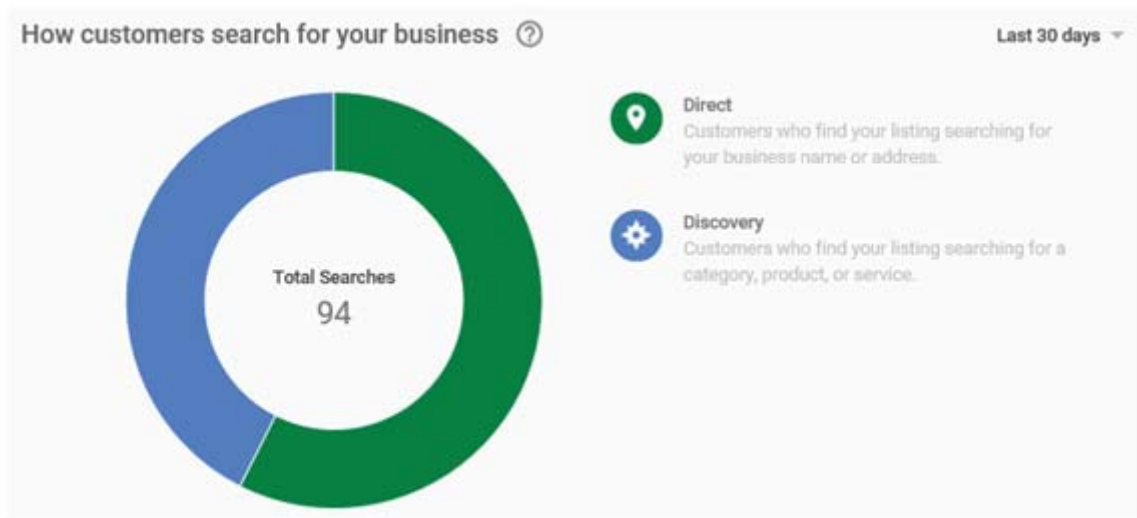 How customers search for your business ?
Last 30 days
Direct
Customers who find your listing searching for
your business name or address.
Discovery
Customers who find your listing searching for a
category, product, or service.
Total Searches
94